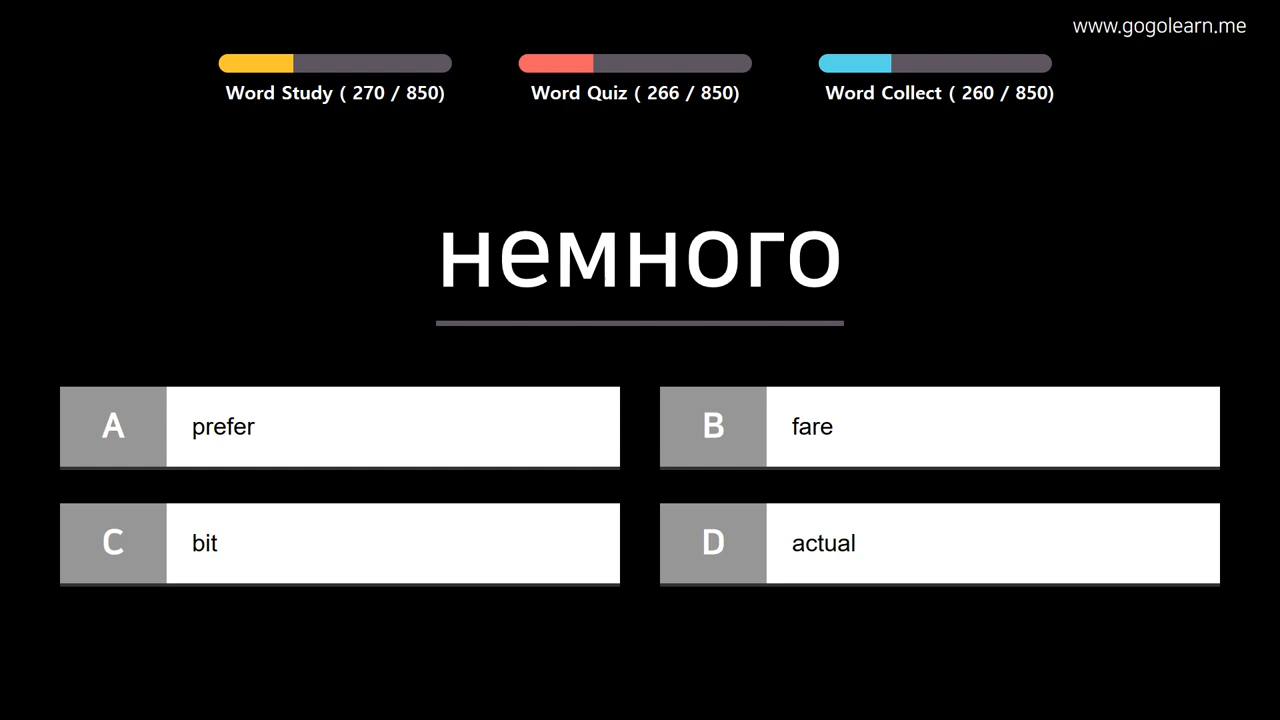 www.gogolearn.me
Word Study ( 270 / 850)
Word Quiz ( 266 / 850)
Word Collect ( 260 / 850)
немного
A prefer
B fare
C bit
D actual